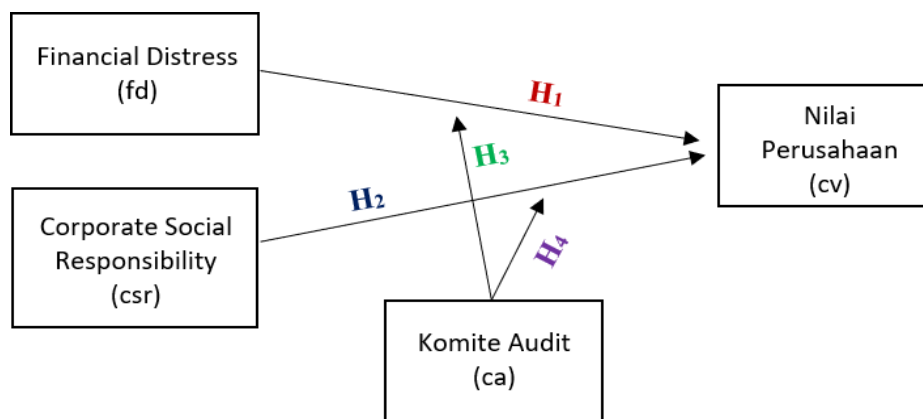 Financial Distress
(fd)
H₁
Nilai
Perusahaan
(cv)
H₃
H₂
Corporate Social
Responsibility
(csr)
H₄
Komite Audit
(ca)